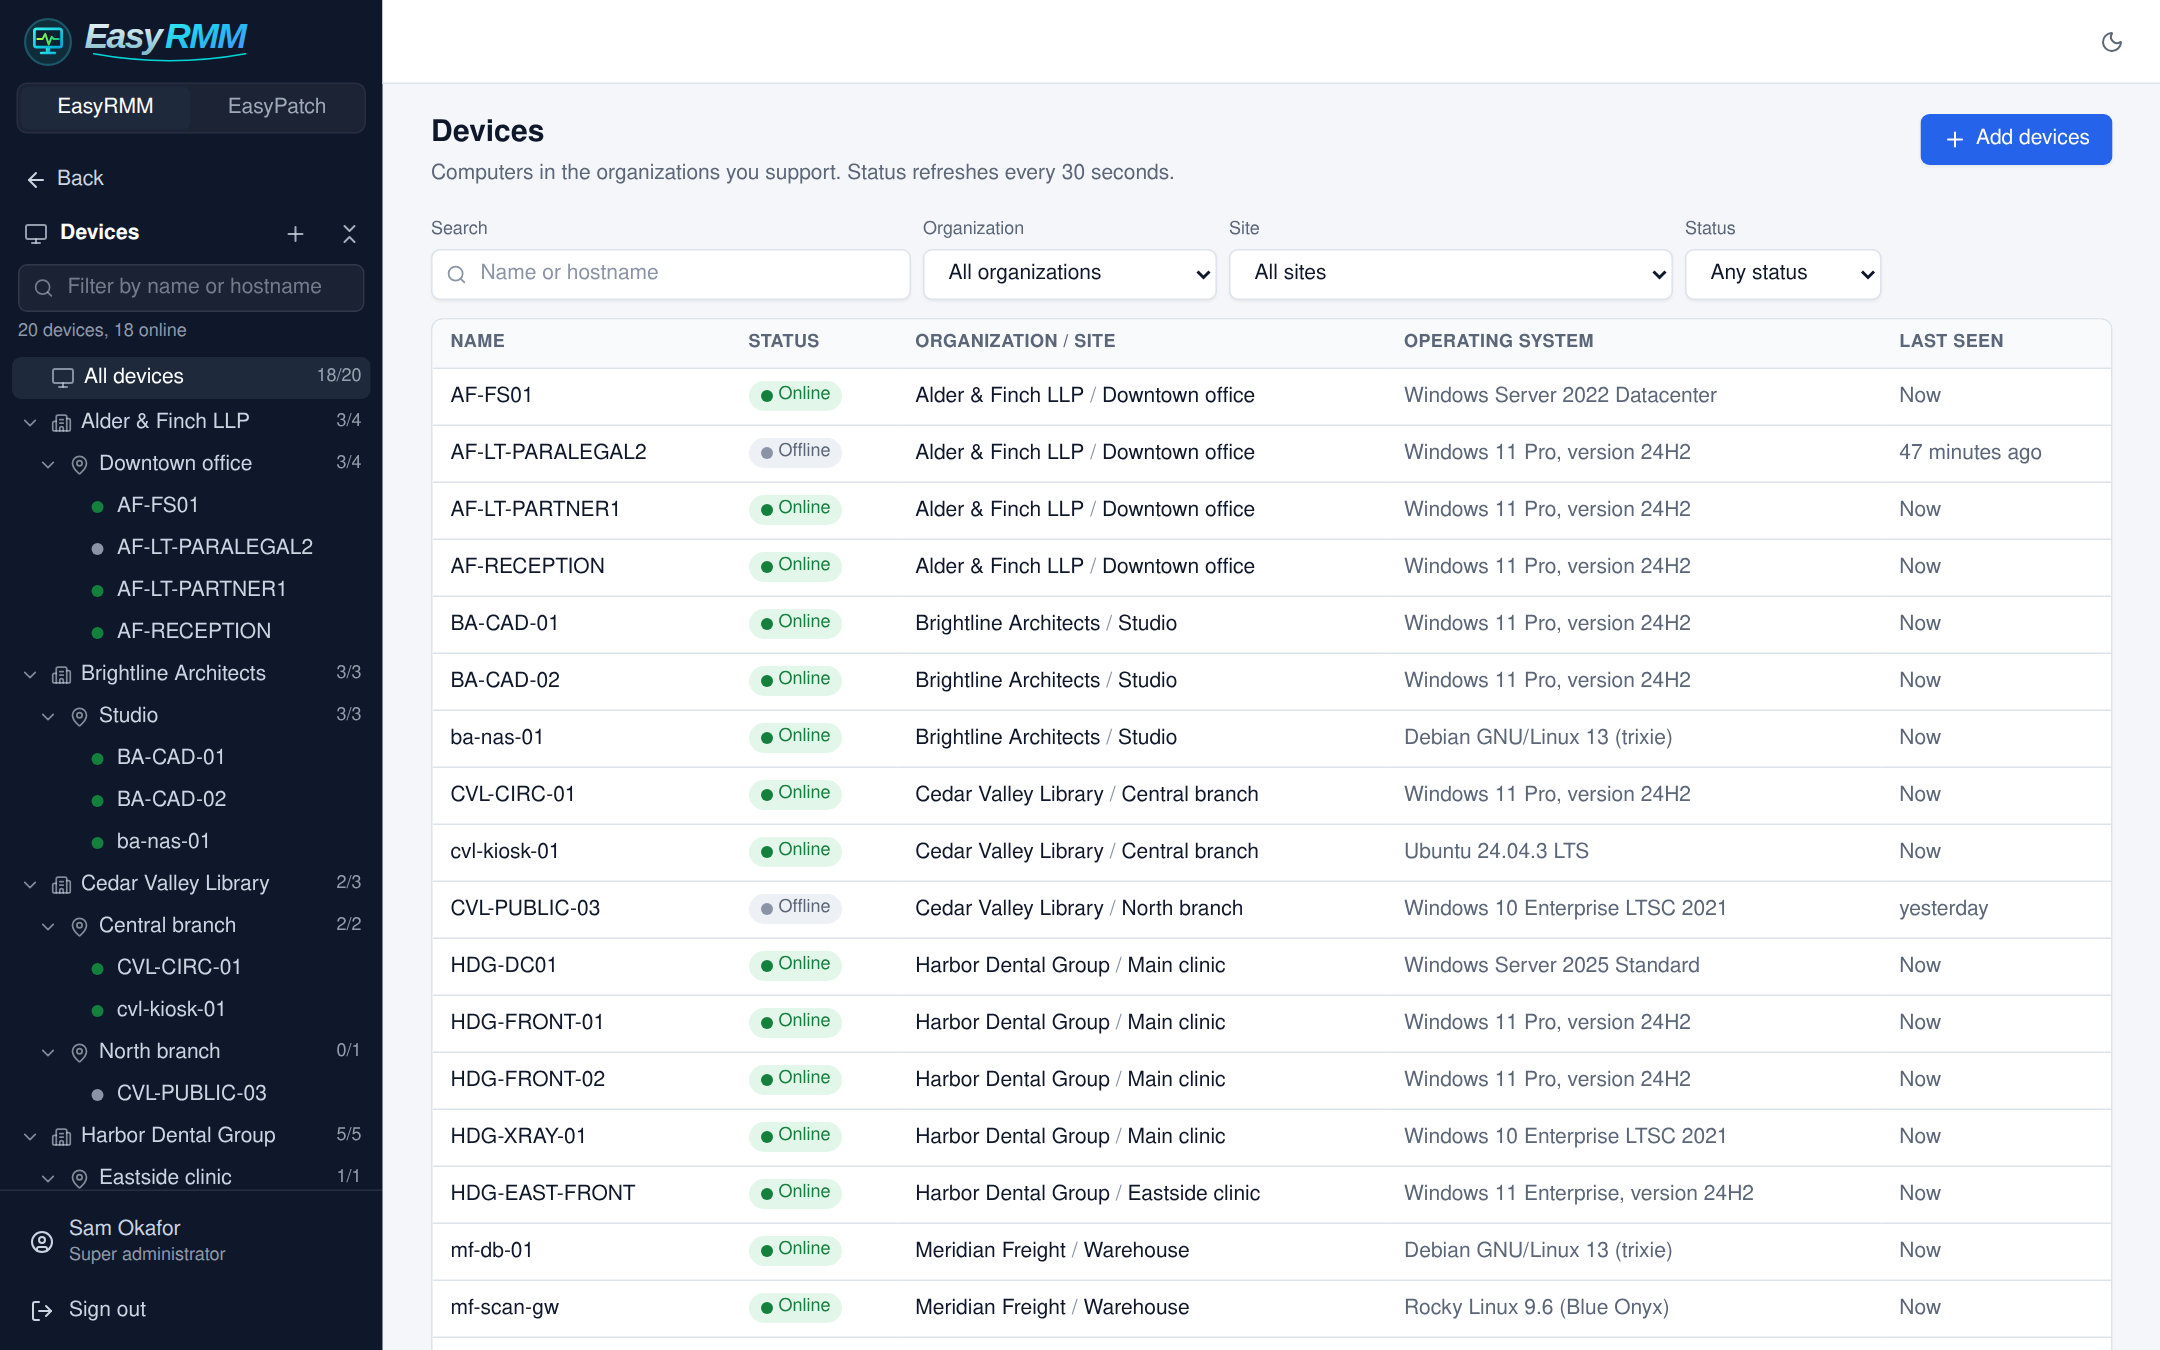 EasyRMM
EasyRMM EasyPatch
Back
Devices
Filter by name or hostname
20 devices, 18 online
All devices 18/20
Alder & Finch LLP 3/4
Downtown office 3/4
AF-FS01
AF-LT-PARALEGAL2
AF-LT-PARTNER1
AF-RECEPTION
Brightline Architects 3/3
Studio 3/3
BA-CAD-01
BA-CAD-02
ba-nas-01
Cedar Valley Library 2/3
Central branch 2/2
CVL-CIRC-01
cvl-kiosk-01
North branch 0/1
CVL-PUBLIC-03
Harbor Dental Group 5/5
Eastside clinic 1/1
Sam Okafor
Super administrator
Sign out
Devices
Computers in the organizations you support. Status refreshes every 30 seconds.
Add devices
Search Organization Site Status
Name or hostname All organizations All sites Any status
NAME STATUS ORGANIZATION / SITE OPERATING SYSTEM LAST SEEN
AF-FS01 Online Alder & Finch LLP / Downtown office Windows Server 2022 Datacenter Now
AF-LT-PARALEGAL2 Offline Alder & Finch LLP / Downtown office Windows 11 Pro, version 24H2 47 minutes ago
AF-LT-PARTNER1 Online Alder & Finch LLP / Downtown office Windows 11 Pro, version 24H2 Now
AF-RECEPTION Online Alder & Finch LLP / Downtown office Windows 11 Pro, version 24H2 Now
BA-CAD-01 Online Brightline Architects / Studio Windows 11 Pro, version 24H2 Now
BA-CAD-02 Online Brightline Architects / Studio Windows 11 Pro, version 24H2 Now
ba-nas-01 Online Brightline Architects / Studio Debian GNU/Linux 13 (trixie) Now
CVL-CIRC-01 Online Cedar Valley Library / Central branch Windows 11 Pro, version 24H2 Now
cvl-kiosk-01 Online Cedar Valley Library / Central branch Ubuntu 24.04.3 LTS Now
CVL-PUBLIC-03 Offline Cedar Valley Library / North branch Windows 10 Enterprise LTSC 2021 yesterday
HDG-DC01 Online Harbor Dental Group / Main clinic Windows Server 2025 Standard Now
HDG-FRONT-01 Online Harbor Dental Group / Main clinic Windows 11 Pro, version 24H2 Now
HDG-FRONT-02 Online Harbor Dental Group / Main clinic Windows 11 Pro, version 24H2 Now
HDG-XRAY-01 Online Harbor Dental Group / Main clinic Windows 10 Enterprise LTSC 2021 Now
HDG-EAST-FRONT Online Harbor Dental Group / Eastside clinic Windows 11 Enterprise, version 24H2 Now
mf-db-01 Online Meridian Freight / Warehouse Debian GNU/Linux 13 (trixie) Now
mf-scan-gw Online Meridian Freight / Warehouse Rocky Linux 9.6 (Blue Onyx) Now